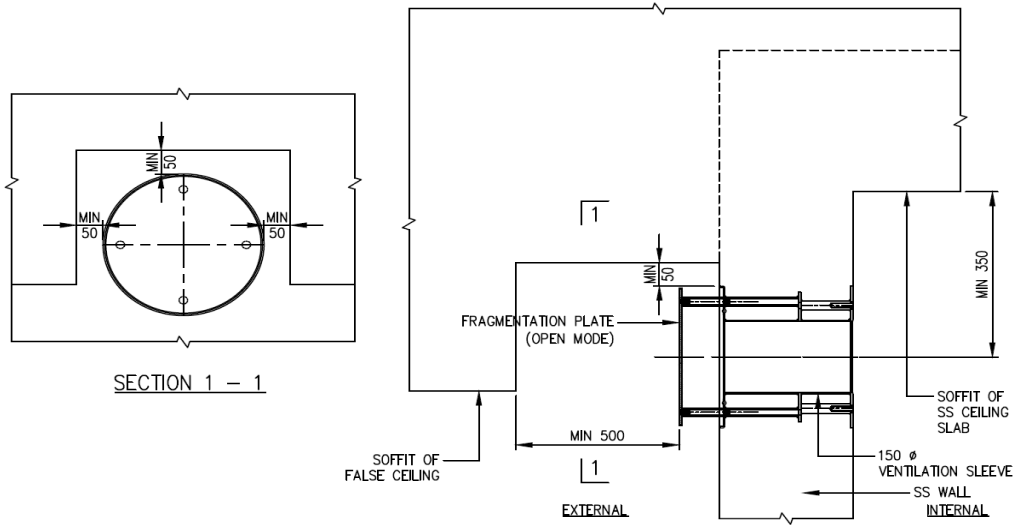 MIN
50
MIN
50
MIN
50
SECTION 1 - 1
1
MIN
50
MIN 350
FRAGMENTATION PLATE
(OPEN MODE)
MIN 500
SOFFIT OF
FALSE CEILING
1
EXTERNAL
SOFFIT OF
SS CEILING
SLAB
150 ø
VENTILATION SLEEVE
SS WALL
INTERNAL